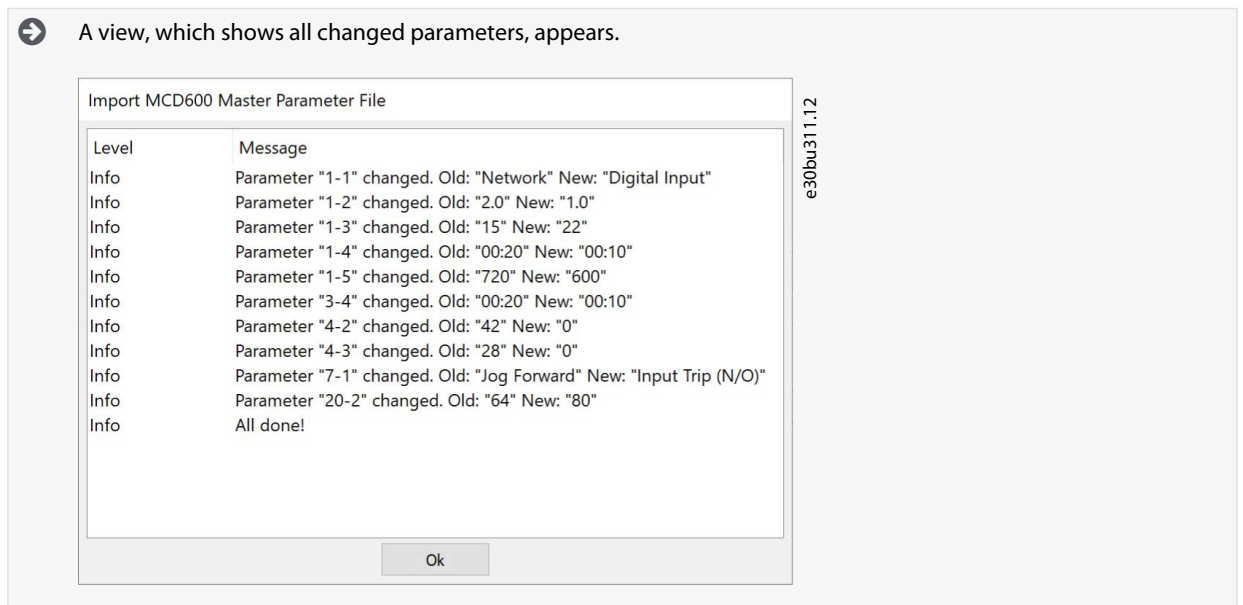 A view, which shows all changed parameters, appears.
Import MCD600 Master Parameter File
Level Message
Info Parameter "1-1" changed. Old: "Network" New: "Digital Input"
Info Parameter "1-2" changed. Old: "2.0" New: "1.0"
Info Parameter "1-3" changed. Old: "15" New: "22"
Info Parameter "1-4" changed. Old: "00:20" New: "00:10"
Info Parameter "1-5" changed. Old: "720" New: "600"
Info Parameter "3-4" changed. Old: "00:20" New: "00:10"
Info Parameter "4-2" changed. Old: "42" New: "0"
Info Parameter "4-3" changed. Old: "28" New: "0"
Info Parameter "7-1" changed. Old: "Jog Forward" New: "Input Trip (N/O)"
Info Parameter "20-2" changed. Old: "64" New: "80"
Info All done!
Ok
e30bu311.12